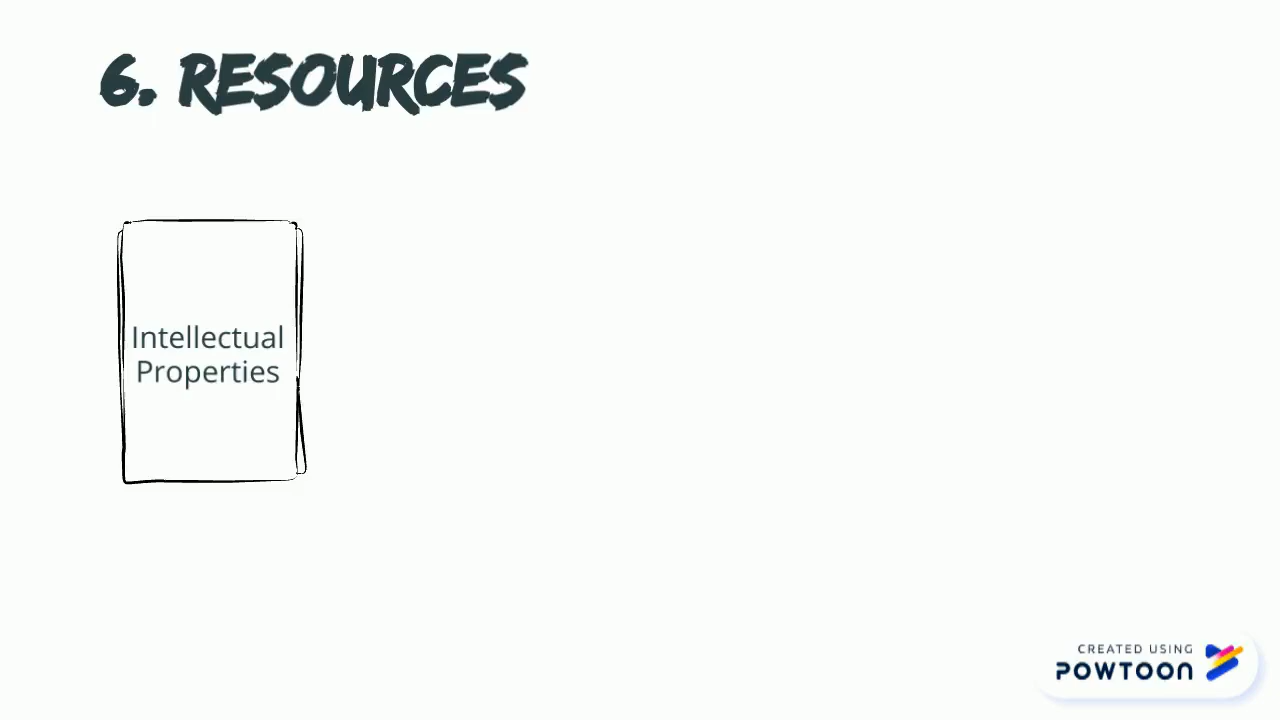 6. RESOURCES
Intellectual
Properties
CREATED USING
POWTOON